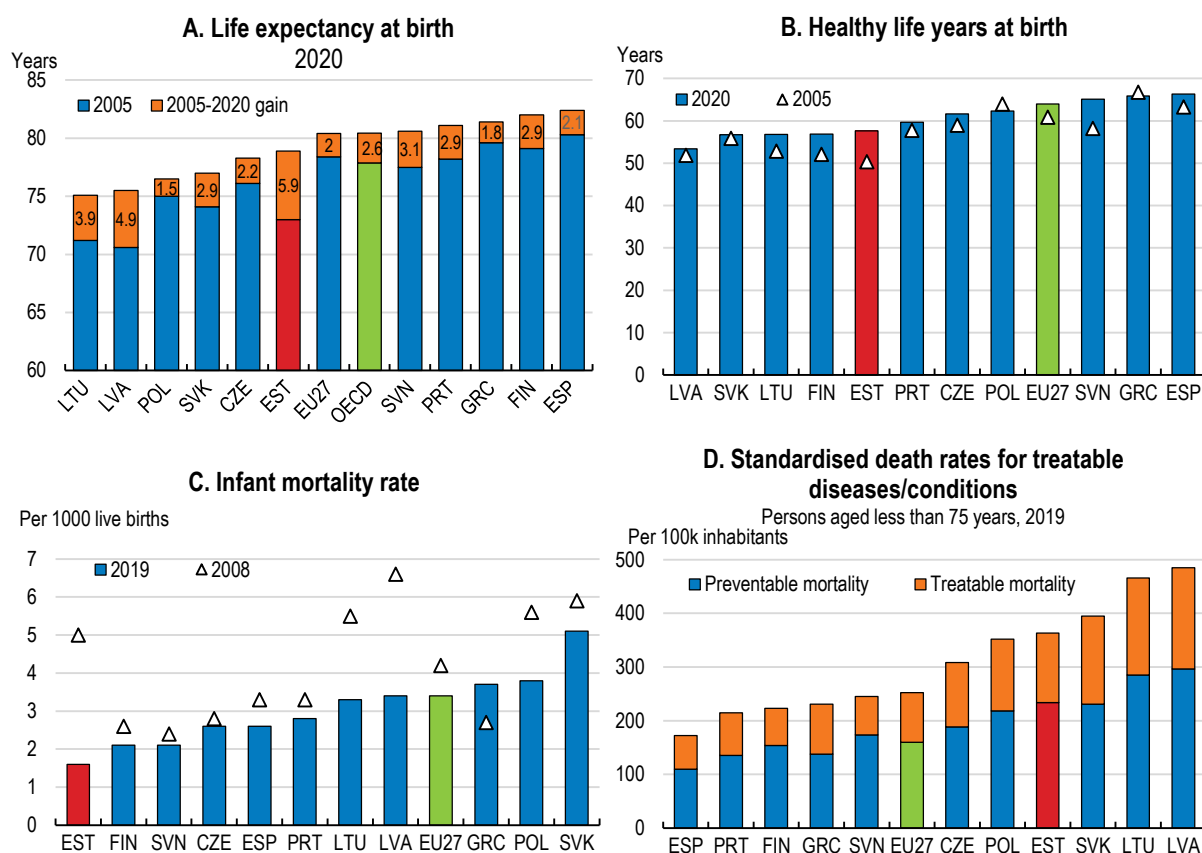 A. Life expectancy at birth
2020
Years
85
80
75
70
65
60
2005
2005-2020 gain
3.9
4.9
1.5
2.9
2.2
5.9
2
2.6
3.1
2.9
1.8
2.9
2.1
LTU
LVA
POL
SVK
CZE
EST
EU27
OECD
SVN
PRT
GRC
FIN
ESP
B. Healthy life years at birth
Years
70
60
50
40
30
20
10
0
2020
2005
LVA
SVK
LTU
FIN
EST
PRT
CZE
POL
EU27
SVN
GRC
ESP
C. Infant mortality rate
Per 1000 live births
7
6
5
4
3
2
1
0
2019
2008
EST
FIN
SVN
CZE
ESP
PRT
LTU
LVA
EU27
GRC
POL
SVK
D. Standardised death rates for treatable
diseases/conditions
Persons aged less than 75 years, 2019
Per 100k inhabitants
500
400
300
200
100
0
Preventable mortality
Treatable mortality
ESP
PRT
FIN
GRC
SVN
EU27
CZE
POL
EST
SVK
LTU
LVA